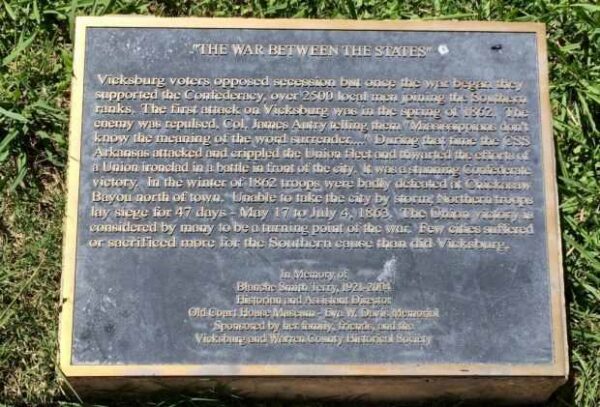 "THE WAR BETWEEN THE STATES"
Vicksburg voters opposed secession but once the war began they
supported the Confederacy, over 2500 local men joining the Southern
ranks. The first attack on Vicksburg was in the spring of 1862. The
enemy was repulsed, Col. James Autry telling them "Mississippians don't
know the meaning of the word surrender...." During that time the CSS
Arkansas attacked and crippled the Union fleet and thwarted the efforts of
a Union ironclad in a battle in front of the city. It was a stunning Confederate
victory. In the winter of 1862 troops were badly defeated at Chickasaw
Bayou north of town. Unable to take the city by storm, Northern troops
lay siege for 47 days - May 17 to July 4, 1863. The Union victory is
considered by many to be a turning point of the war. Few cities suffered
or sacrificed more for the Southern cause than did Vicksburg.
In Memory of
Blanche Smith Terry, 1921-2004
Historian and Assistant Director
Old Court House Museum - Eva W. Davis Memorial
Sponsored by her family, friends, and the
Vicksburg and Warren County Historical Society